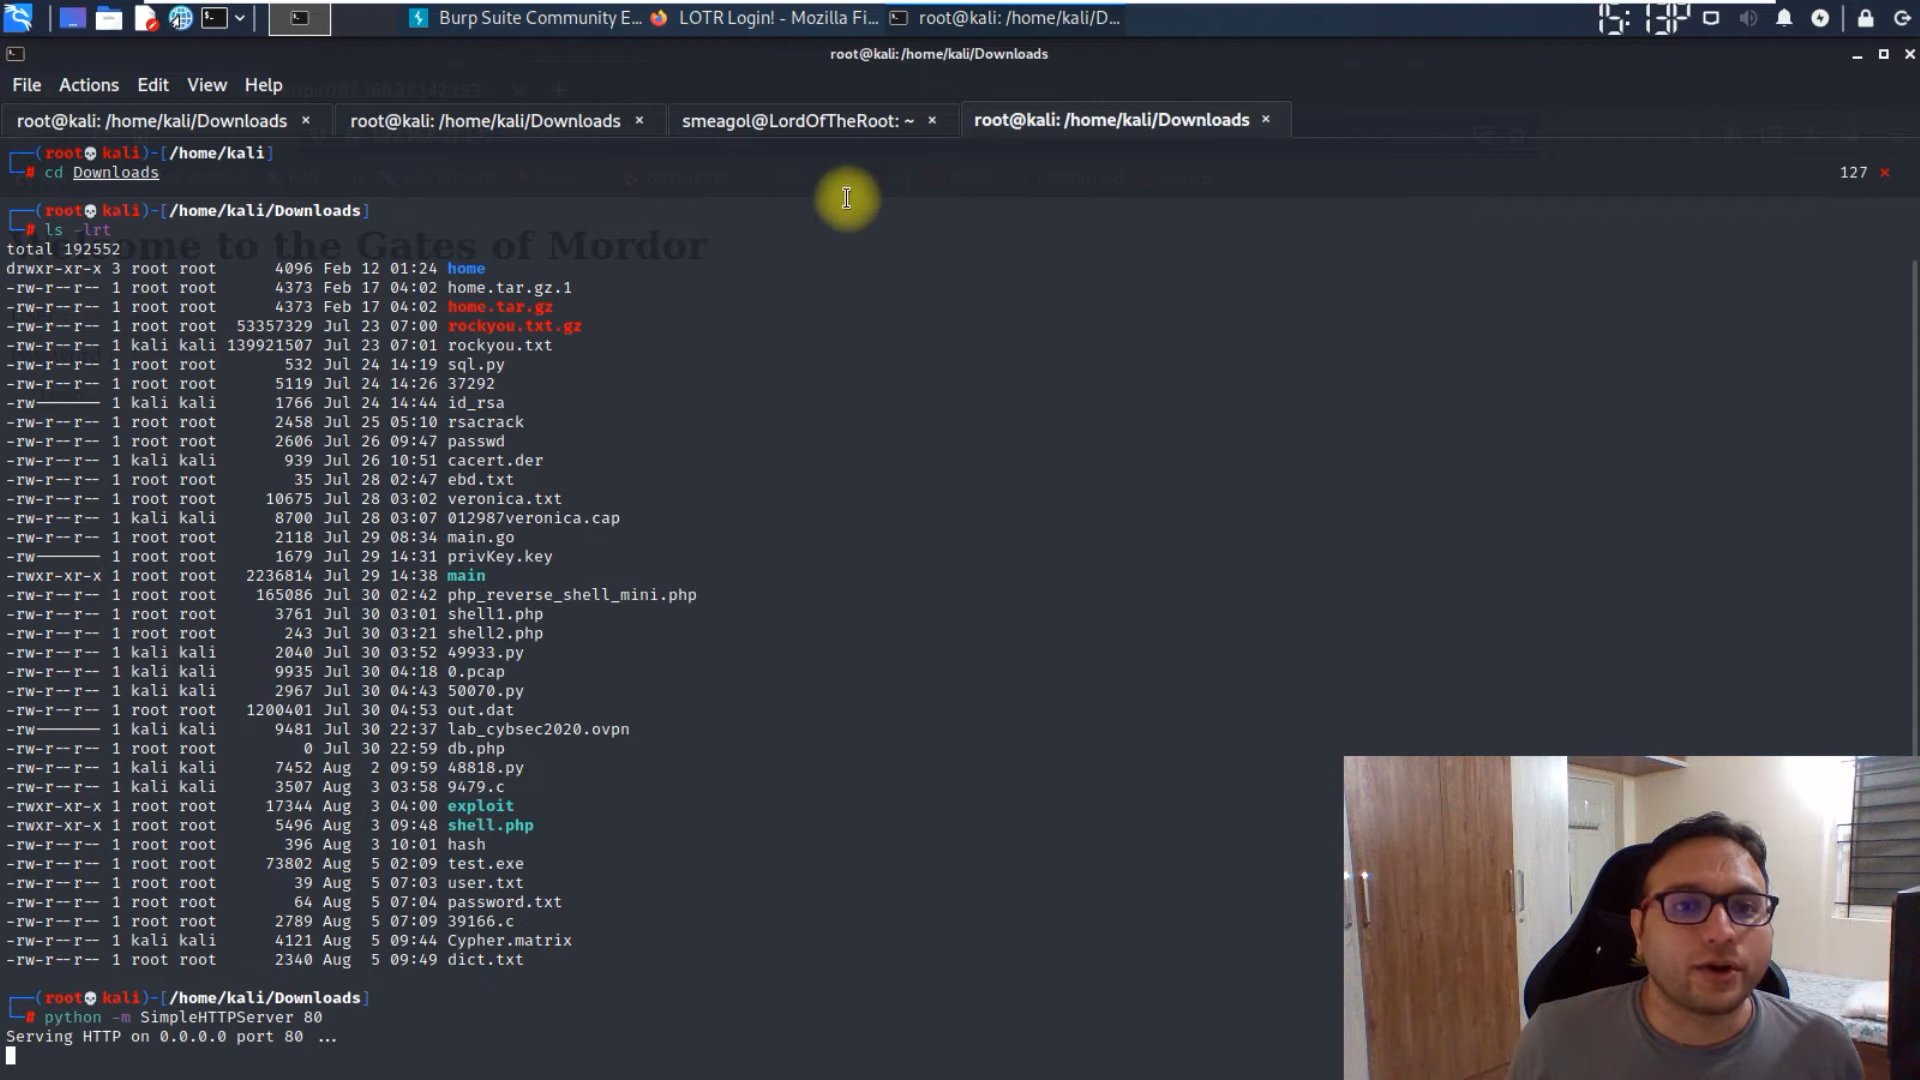 Burp Suite Community E...
LOTR Login! - Mozilla Fi...
root@kali: /home/kali/D...
15:13
root@kali: /home/kali/Downloads
File Actions Edit View Help
root@kali: /home/kali/Downloads ×
root@kali: /home/kali/Downloads ×
smeagol@LordOfTheRoot: ~ ×
root@kali: /home/kali/Downloads ×
┌──(root💀kali)-[/home/kali]
└─# cd Downloads 127 ×
┌──(root💀kali)-[/home/kali/Downloads]
└─# ls -lrt
Welcome to the Gates of Mordor
total 192552
drwxr-xr-x 3 root root 4096 Feb 12 01:24 home
-rw-r--r-- 1 root root 4373 Feb 17 04:02 home.tar.gz.1
-rw-r--r-- 1 root root 4373 Feb 17 04:02 home.tar.gz
-rw-r--r-- 1 root root 53357329 Jul 23 07:00 rockyou.txt.gz
-rw-r--r-- 1 kali kali 139921507 Jul 23 07:01 rockyou.txt
-rw-r--r-- 1 root root 532 Jul 24 14:19 sql.py
-rw-r--r-- 1 root root 5119 Jul 24 14:26 37292
-rw------- 1 kali kali 1766 Jul 24 14:44 id_rsa
-rw-r--r-- 1 root root 2458 Jul 25 05:10 rsacrack
-rw-r--r-- 1 root root 2606 Jul 26 09:47 passwd
-rw-r--r-- 1 kali kali 939 Jul 26 10:51 cacert.der
-rw-r--r-- 1 root root 35 Jul 28 02:47 ebd.txt
-rw-r--r-- 1 root root 10675 Jul 28 03:02 veronica.txt
-rw-r--r-- 1 kali kali 8700 Jul 28 03:07 012987veronica.cap
-rw-r--r-- 1 root root 2118 Jul 29 08:34 main.go
-rw------- 1 root root 1679 Jul 29 14:31 privKey.key
-rwxr-xr-x 1 root root 2236814 Jul 29 14:38 main
-rw-r--r-- 1 root root 165086 Jul 30 02:42 php_reverse_shell_mini.php
-rw-r--r-- 1 root root 3761 Jul 30 03:01 shell1.php
-rw-r--r-- 1 root root 243 Jul 30 03:21 shell2.php
-rw-r--r-- 1 kali kali 2040 Jul 30 03:52 49933.py
-rw-r--r-- 1 kali kali 9935 Jul 30 04:18 0.pcap
-rw-r--r-- 1 kali kali 2967 Jul 30 04:43 50070.py
-rw-r--r-- 1 root root 1200401 Jul 30 04:53 out.dat
-rw------- 1 kali kali 9481 Jul 30 22:37 lab_cybsec2020.ovpn
-rw-r--r-- 1 root root 0 Jul 30 22:59 db.php
-rw-r--r-- 1 kali kali 7452 Aug 2 09:59 48818.py
-rw-r--r-- 1 kali kali 3507 Aug 3 03:58 9479.c
-rwxr-xr-x 1 root root 17344 Aug 3 04:00 exploit
-rwxr-xr-x 1 root root 5496 Aug 3 09:48 shell.php
-rw-r--r-- 1 root root 396 Aug 3 10:01 hash
-rw-r--r-- 1 root root 73802 Aug 5 02:09 test.exe
-rw-r--r-- 1 root root 39 Aug 5 07:03 user.txt
-rw-r--r-- 1 root root 64 Aug 5 07:04 password.txt
-rw-r--r-- 1 root root 2789 Aug 5 07:09 39166.c
-rw-r--r-- 1 kali kali 4121 Aug 5 09:44 Cypher.matrix
-rw-r--r-- 1 root root 2340 Aug 5 09:49 dict.txt
┌──(root💀kali)-[/home/kali/Downloads]
└─# python -m SimpleHTTPServer 80
Serving HTTP on 0.0.0.0 port 80 ...